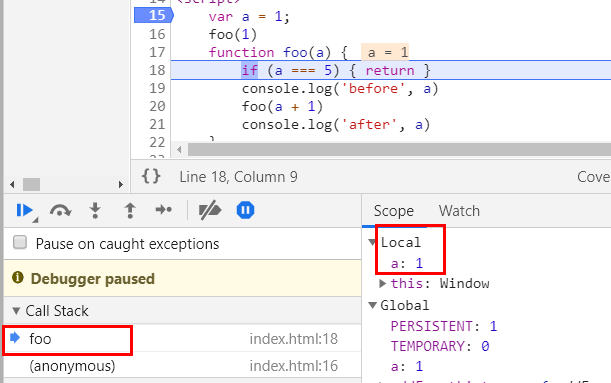 <script>
15 var a = 1;
16 foo(1)
17 function foo(a) { a = 1
18 if (a === 5) { return }
19 console.log('before', a)
20 foo(a + 1)
21 console.log('after', a)
22 }
{} Line 18, Column 9 Cove
Pause on caught exceptions
Debugger paused
Call Stack
foo index.html:18
(anonymous) index.html:16
Scope Watch
Local
a: 1
this: Window
Global
PERSISTENT: 1
TEMPORARY: 0
a: 1